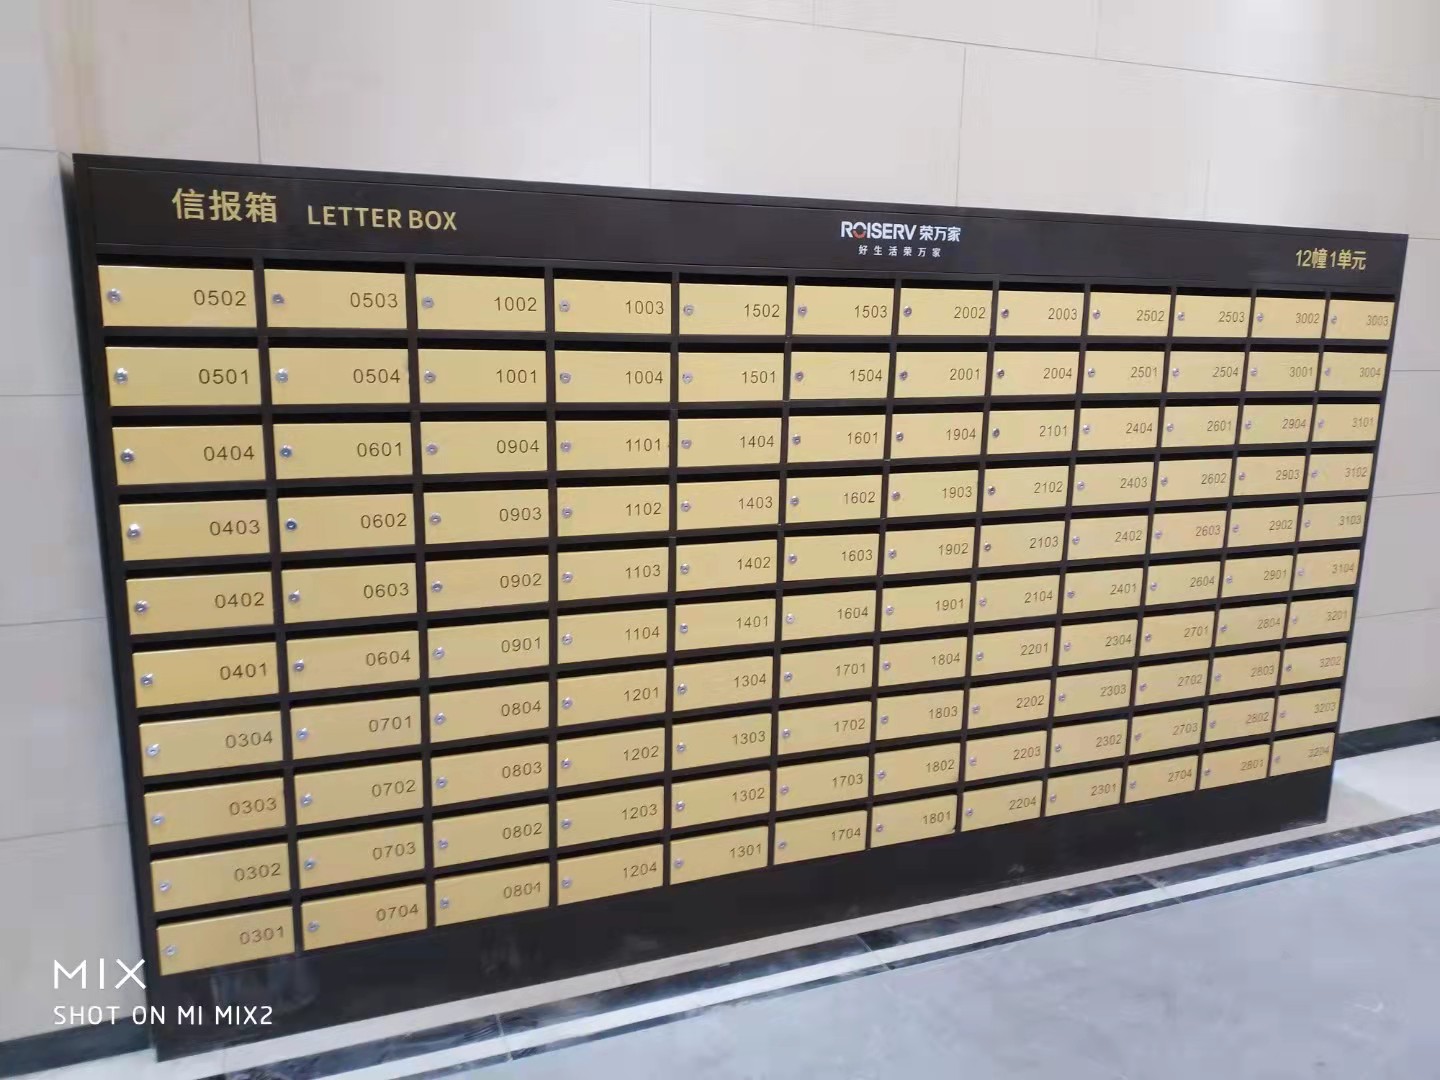 信报箱 LETTER BOX
ROISERV 荣万家
好生活荣万家
12幢1单元
0502 0503 1002 1003 1502 1503 2002 2003 2502 2503 3002 3003
0501 0504 1001 1004 1501 1504 2001 2004 2501 2504 3001 3004
0404 0601 0904 1101 1404 1601 1904 2101 2404 2601 2904 3101
0403 0602 0903 1102 1403 1602 1903 2102 2403 2602 2903 3102
0402 0603 0902 1103 1402 1603 1902 2103 2402 2603 2902 3103
0401 0604 0901 1104 1401 1604 1901 2104 2401 2604 2901 3104
0304 0701 0804 1201 1304 1701 1804 2201 2304 2701 2804 3201
0303 0702 0803 1202 1303 1702 1803 2202 2303 2702 2803 3202
0302 0703 0802 1203 1302 1703 1802 2203 2302 2703 2802 3203
0301 0704 0801 1204 1301 1704 1801 2204 2301 2704 2801 3204
MIX
SHOT ON MI MIX2